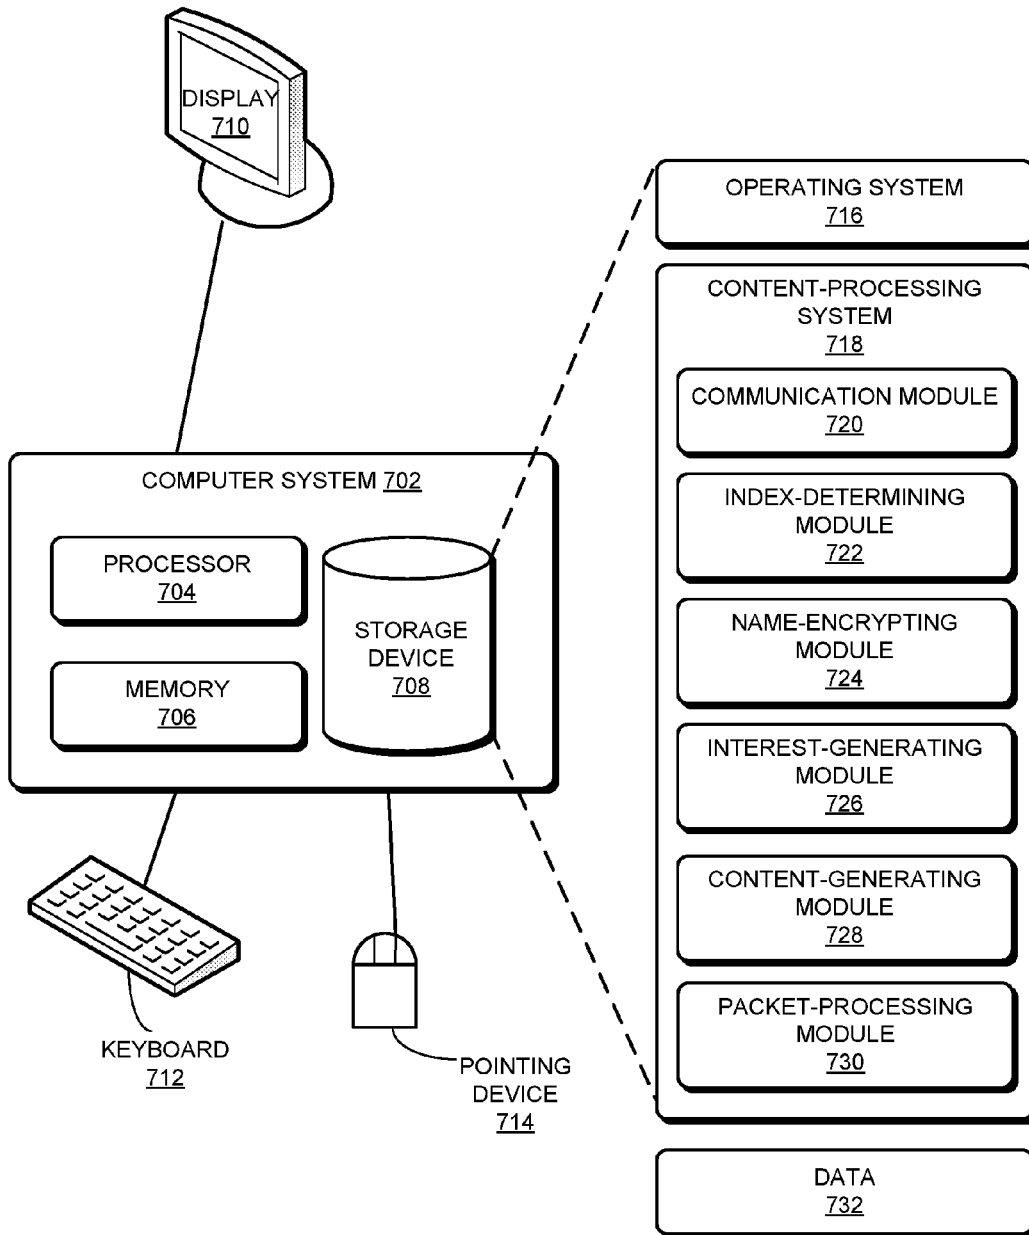 DISPLAY
710
OPERATING SYSTEM
716
CONTENT-PROCESSING
SYSTEM
718
COMMUNICATION MODULE
720
COMPUTER SYSTEM 702
INDEX-DETERMINING
MODULE
722
PROCESSOR
704
STORAGE
DEVICE
708
NAME-ENCRYPTING
MODULE
724
MEMORY
706
INTEREST-GENERATING
MODULE
726
CONTENT-GENERATING
MODULE
728
PACKET-PROCESSING
MODULE
730
KEYBOARD
712
POINTING
DEVICE
714
DATA
732